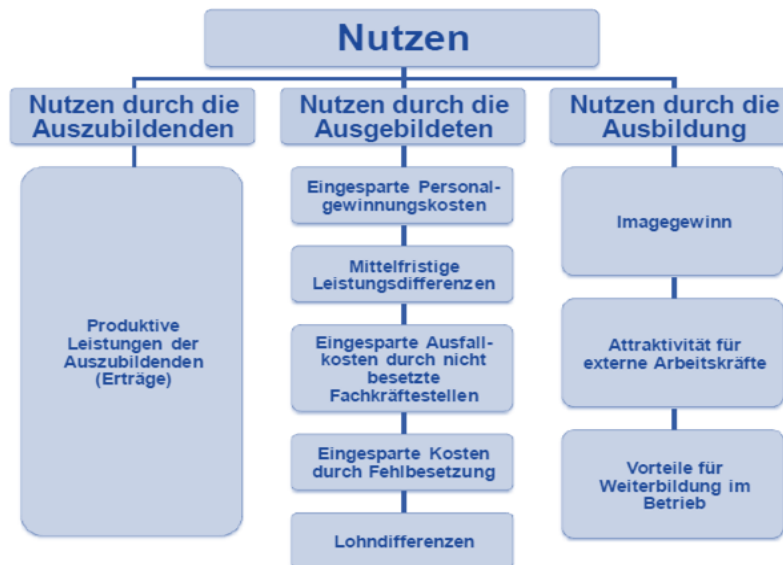 Nutzen
Nutzen durch die
Auszubildenden
Produktive
Leistungen der
Auszubildenden
(Erträge)
Nutzen durch die
Ausgebildeten
Eingesparte Personal-
gewinnungskosten
Mittelfristige
Leistungsdifferenzen
Eingesparte Ausfall-
kosten durch nicht
besetzte
Fachkräftestellen
Eingesparte Kosten
durch Fehlbesetzung
Lohndifferenzen
Nutzen durch die
Ausbildung
Imagegewinn
Attraktivität für
externe Arbeitskräfte
Vorteile für
Weiterbildung im
Betrieb